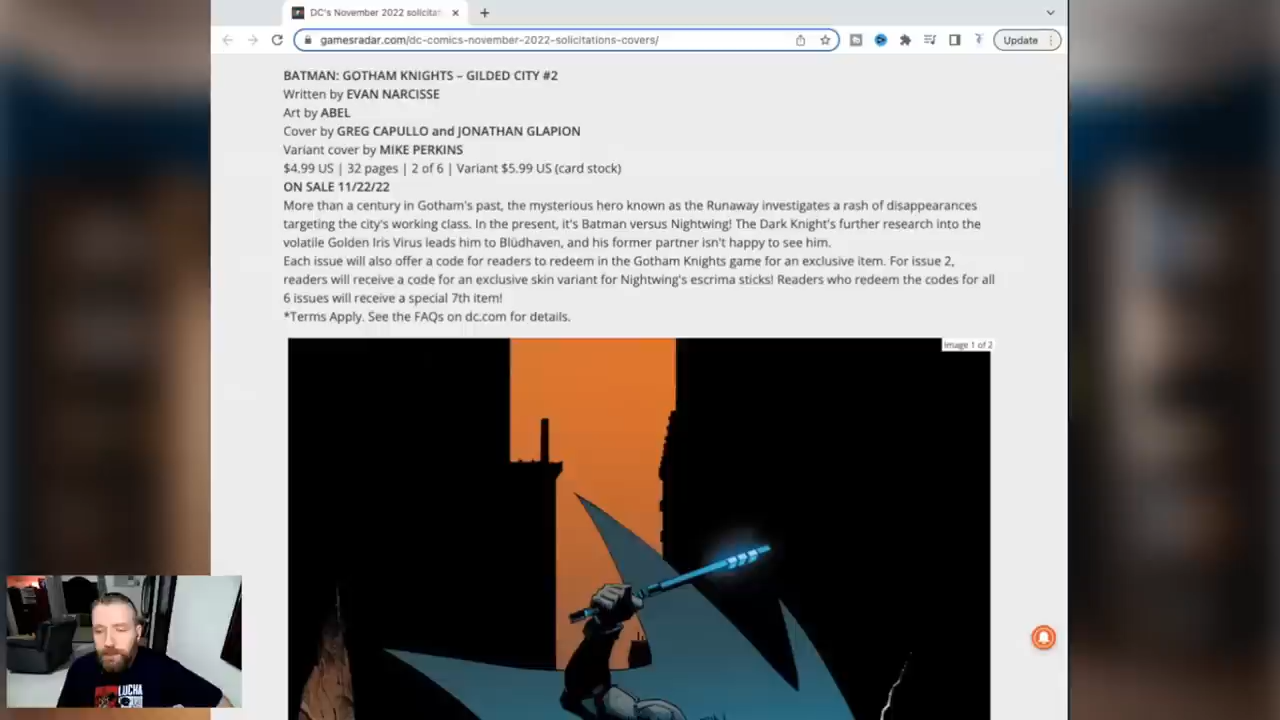 DC's November 2022 solicitat
gamesradar.com/dc-comics-november-2022-solicitations-covers/
Update
BATMAN: GOTHAM KNIGHTS – GILDED CITY #2
Written by EVAN NARCISSE
Art by ABEL
Cover by GREG CAPULLO and JONATHAN GLAPION
Variant cover by MIKE PERKINS
$4.99 US | 32 pages | 2 of 6 | Variant $5.99 US (card stock)
ON SALE 11/22/22
More than a century in Gotham's past, the mysterious hero known as the Runaway investigates a rash of disappearances
targeting the city's working class. In the present, it's Batman versus Nightwing! The Dark Knight's further research into the
volatile Golden Iris Virus leads him to Blüdhaven, and his former partner isn't happy to see him.
Each issue will also offer a code for readers to redeem in the Gotham Knights game for an exclusive item. For issue 2,
readers will receive a code for an exclusive skin variant for Nightwing's escrima sticks! Readers who redeem the codes for all
6 issues will receive a special 7th item!
*Terms Apply. See the FAQs on dc.com for details.
Image 1 of 2
LUCHA